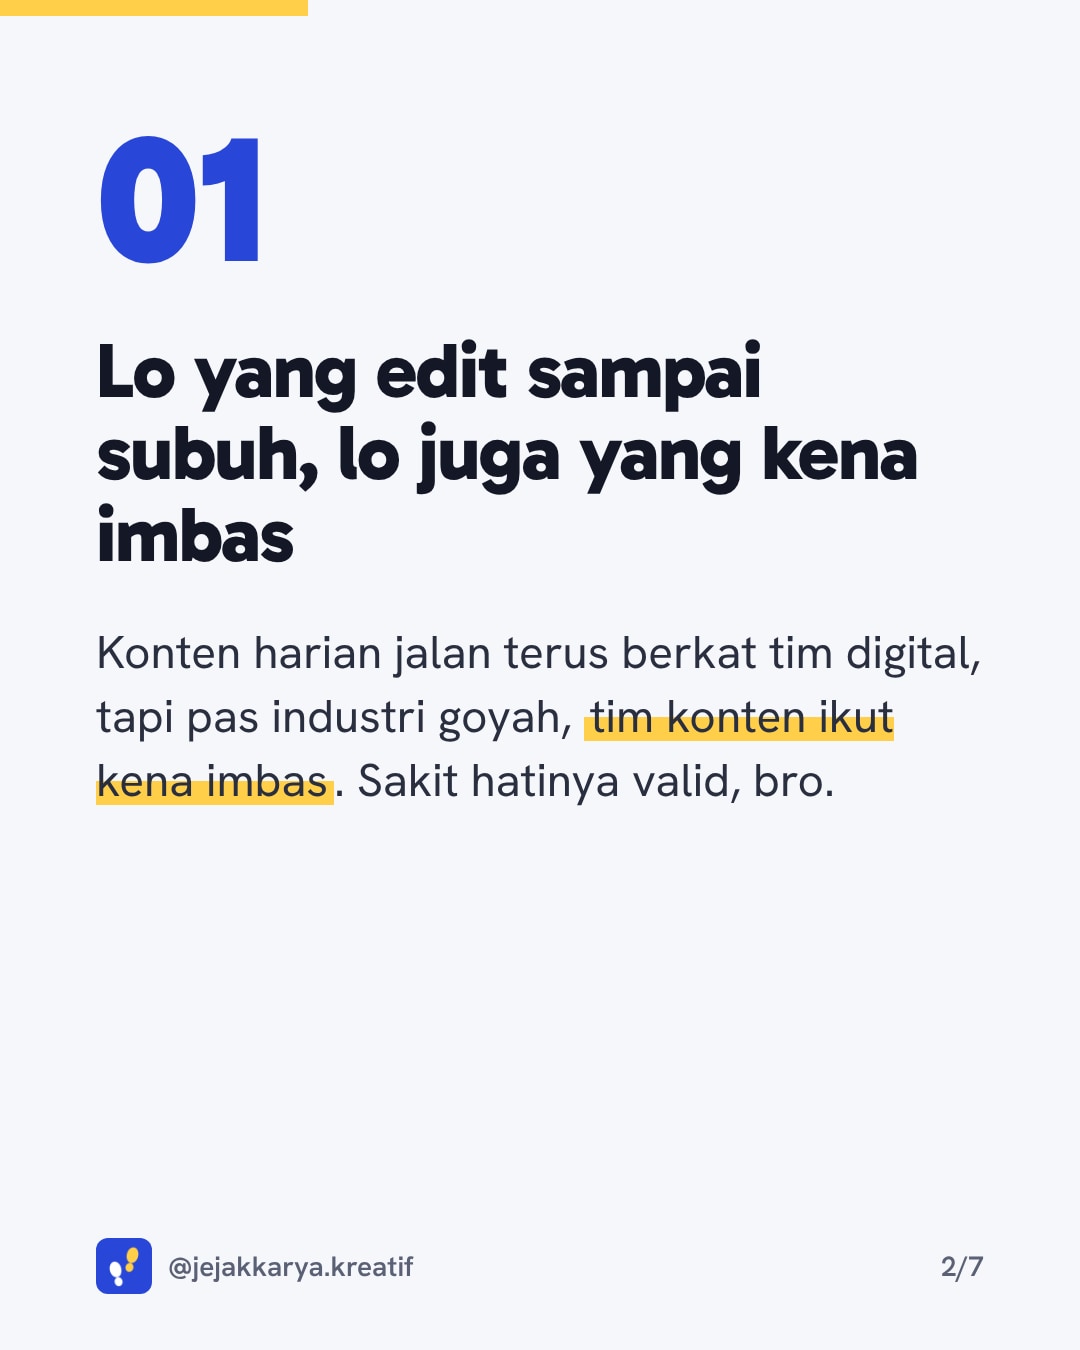 01
Lo yang edit sampai
subuh, lo juga yang kena
imbas
Konten harian jalan terus berkat tim digital,
tapi pas industri goyah, tim konten ikut
kena imbas. Sakit hatinya valid, bro.
@jejakkarya.kreatif
2/7